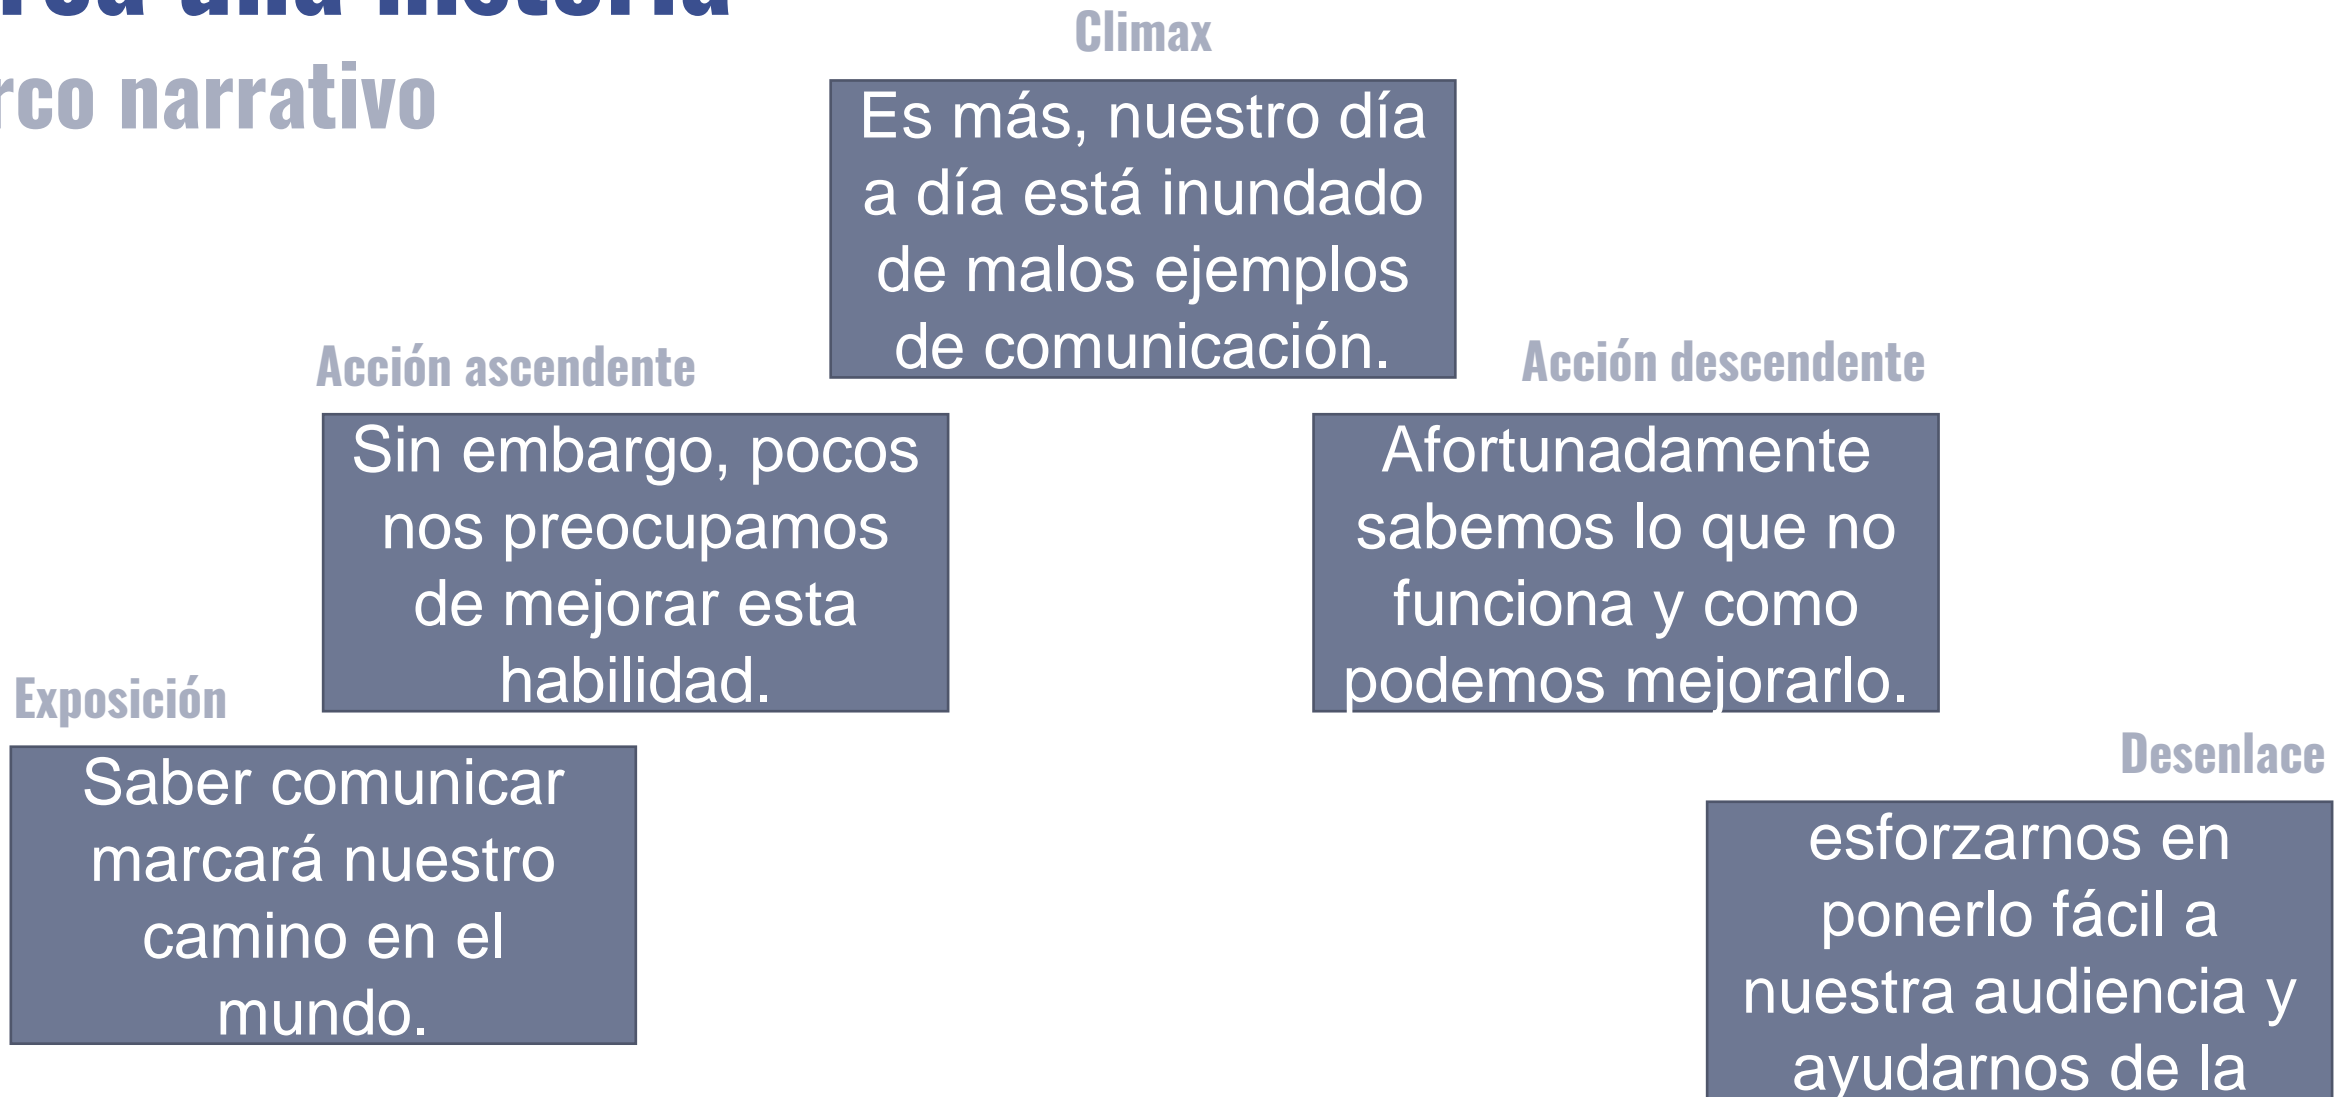 una historia
narrativo
Climax
Es más, nuestro día
a día está inundado
de malos ejemplos
de comunicación.
Acción ascendente
Sin embargo, pocos
nos preocupamos
de mejorar esta
habilidad.
Acción descendente
Afortunadamente
sabemos lo que no
funciona y como
podemos mejorarlo.
Exposición
Saber comunicar
marcará nuestro
camino en el
mundo.
Desenlace
esforzarnos en
ponerlo fácil a
nuestra audiencia y
ayudarnos de la